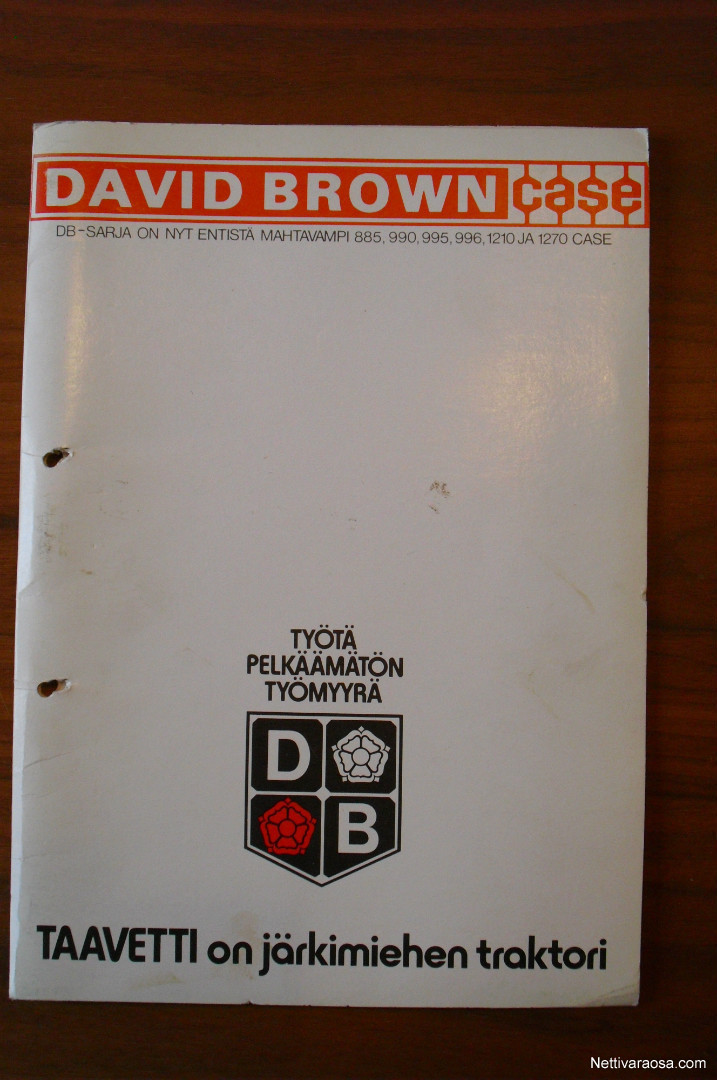 DAVID BROWN case
DB-SARJA ON NYT ENTISTÄ MAHTAVAMPI 885, 990, 995, 996, 1210 JA 1270 CASE
TYÖTÄ
PELKÄÄMÄTÖN
TYÖMYYRÄ
D
B
TAAVETTI on järkimiehen traktori
Nettivaraosa.com